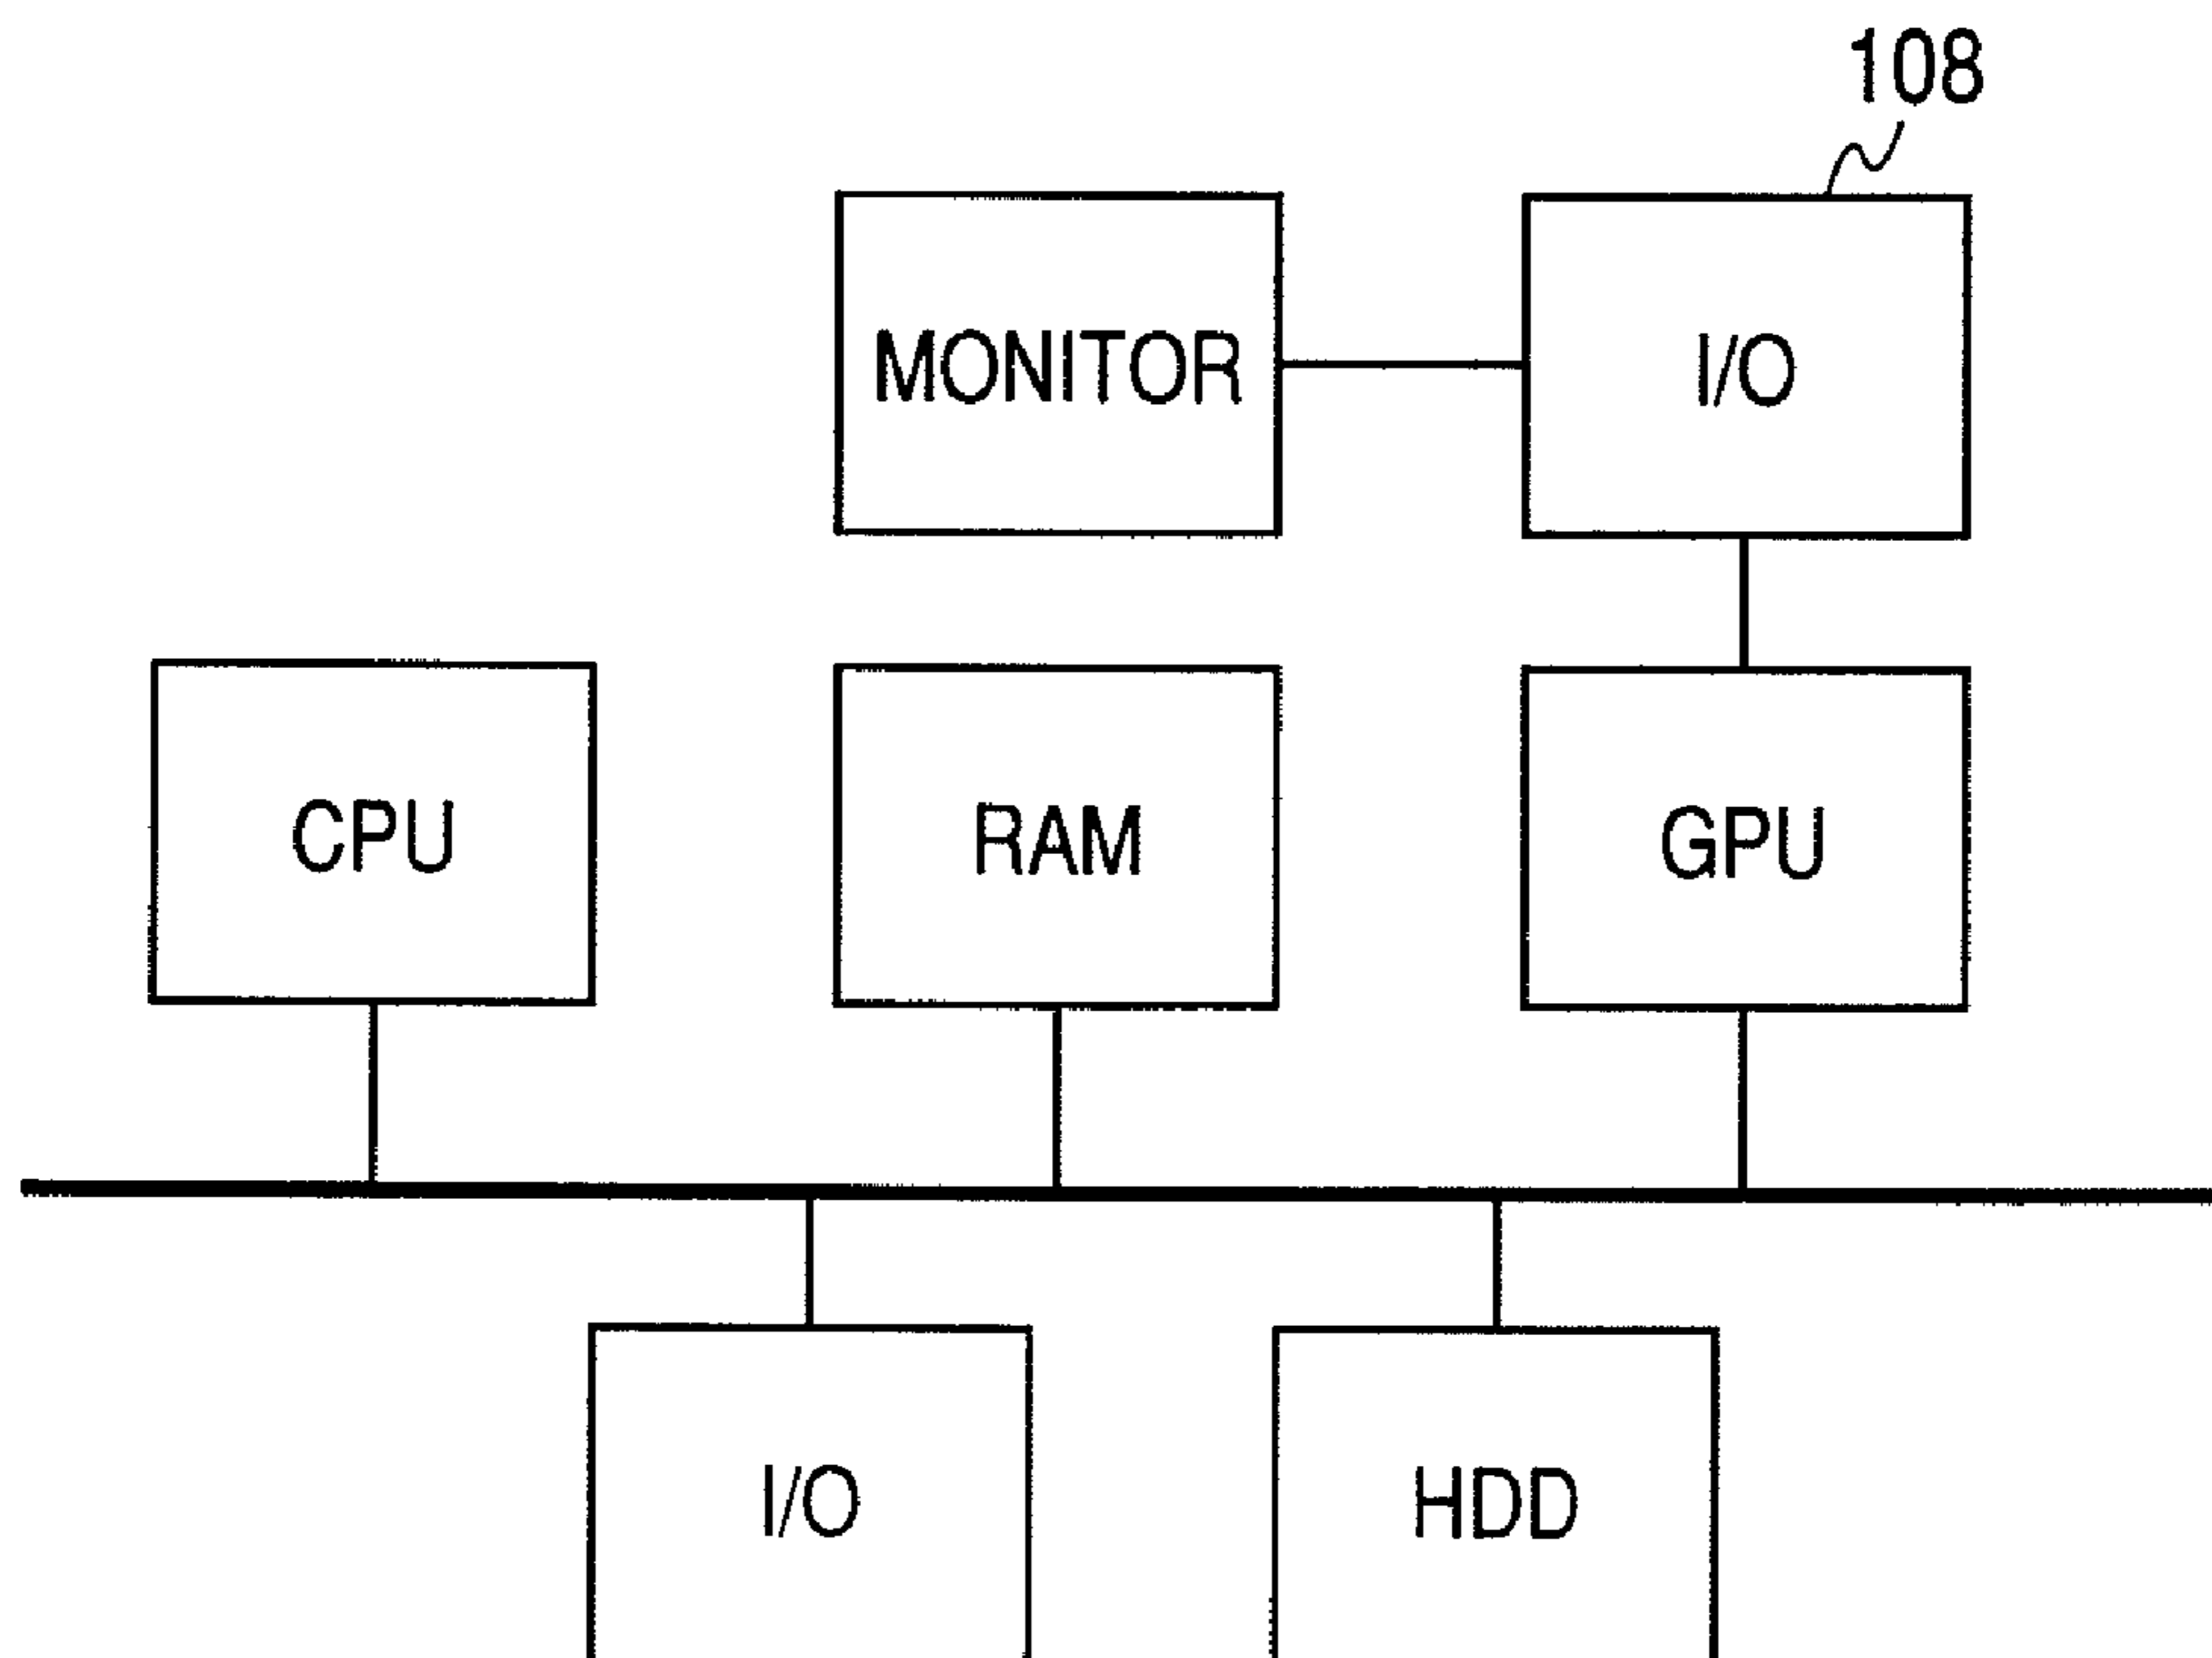 108
MONITOR
I/O
CPU
RAM
GPU
I/O
HDD